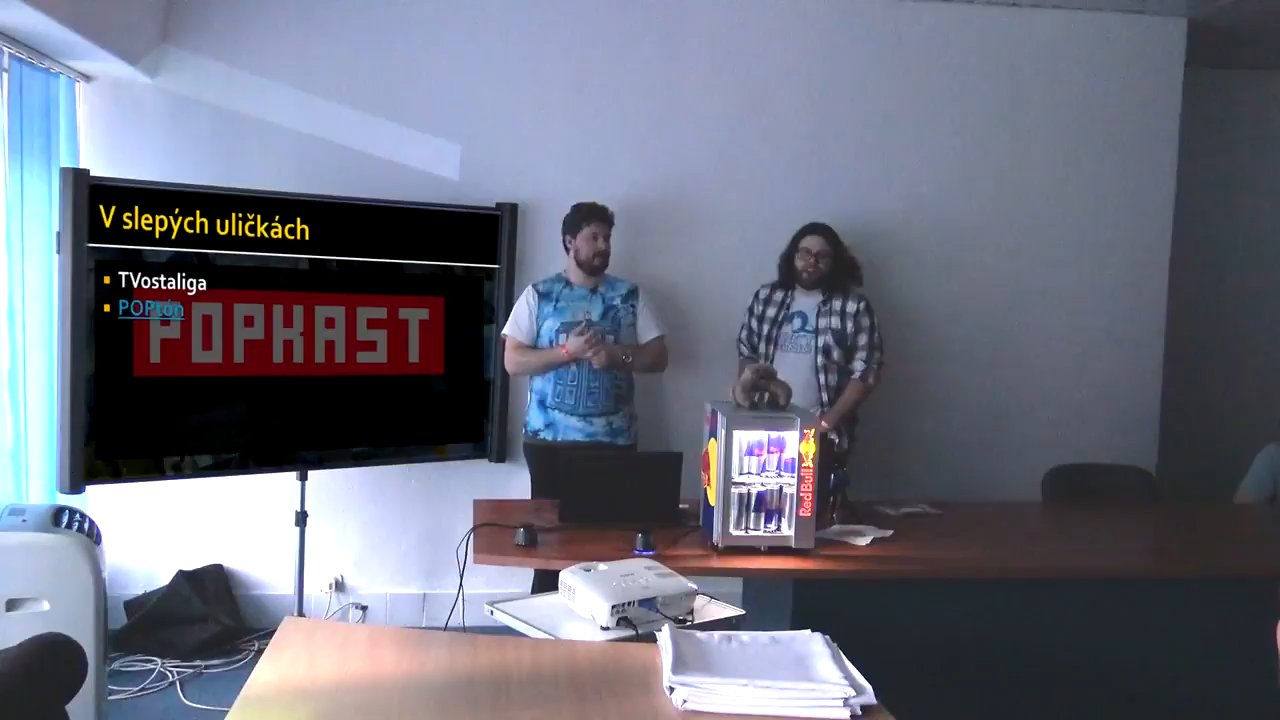 V slepých uličkách
TVostaliga
POPtón
POPKAST
Red Bull